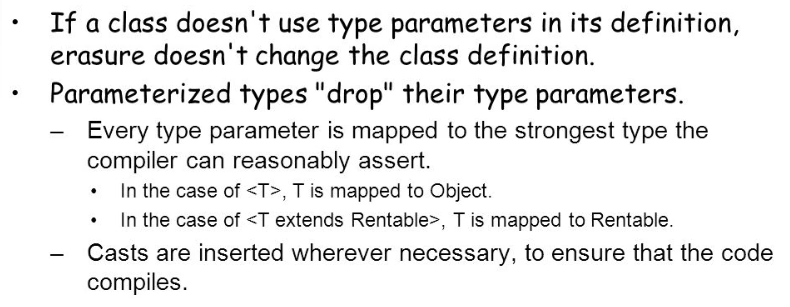 • If a class doesn't use type parameters in its definition,
erasure doesn't change the class definition.
• Parameterized types "drop" their type parameters.
– Every type parameter is mapped to the strongest type the
compiler can reasonably assert.
• In the case of <T>, T is mapped to Object.
• In the case of <T extends Rentable>, T is mapped to Rentable.
– Casts are inserted wherever necessary, to ensure that the code
compiles.